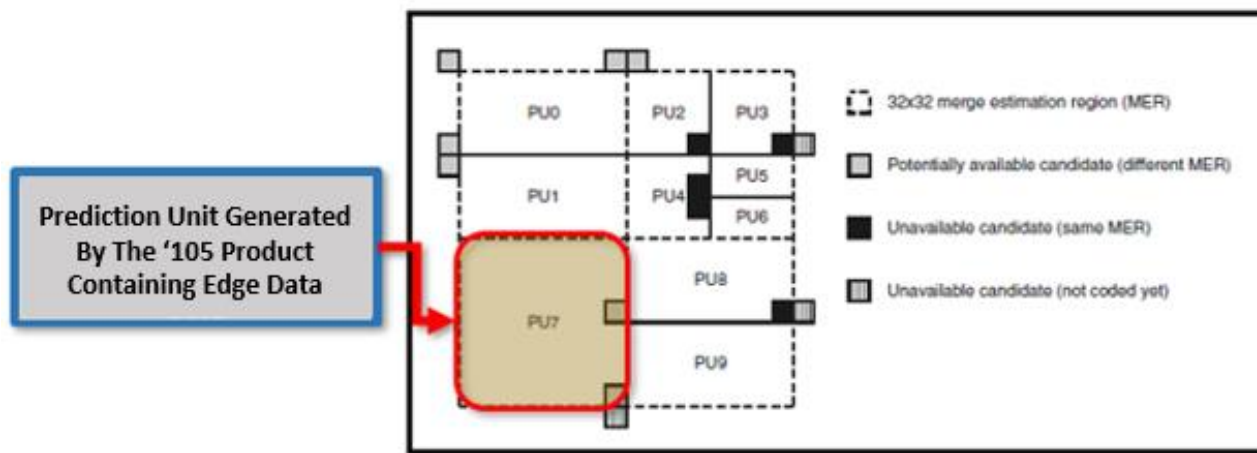 Prediction Unit Generated
By The ‘105 Product
Containing Edge Data
PU0
PU2
PU3
PU1
PU4
PU5
PU6
PU7
PU8
PU9
32x32 merge estimation region (MER)
Potentially available candidate (different MER)
Unavailable candidate (same MER)
Unavailable candidate (not coded yet)